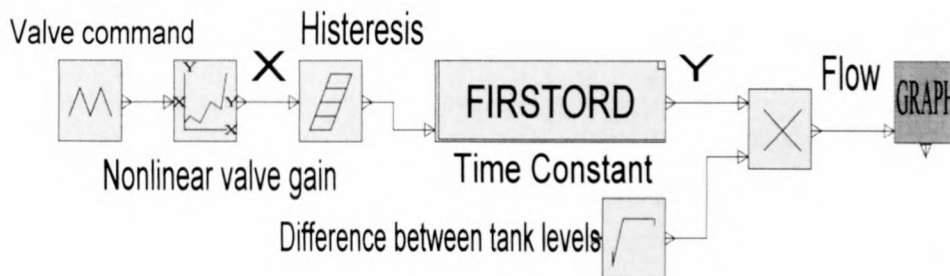 Valve command
Histeresis
X
Y
Flow
Y
X
Y
X
FIRSTORD
GRAPH
Nonlinear valve gain
Time Constant
Difference between tank levels